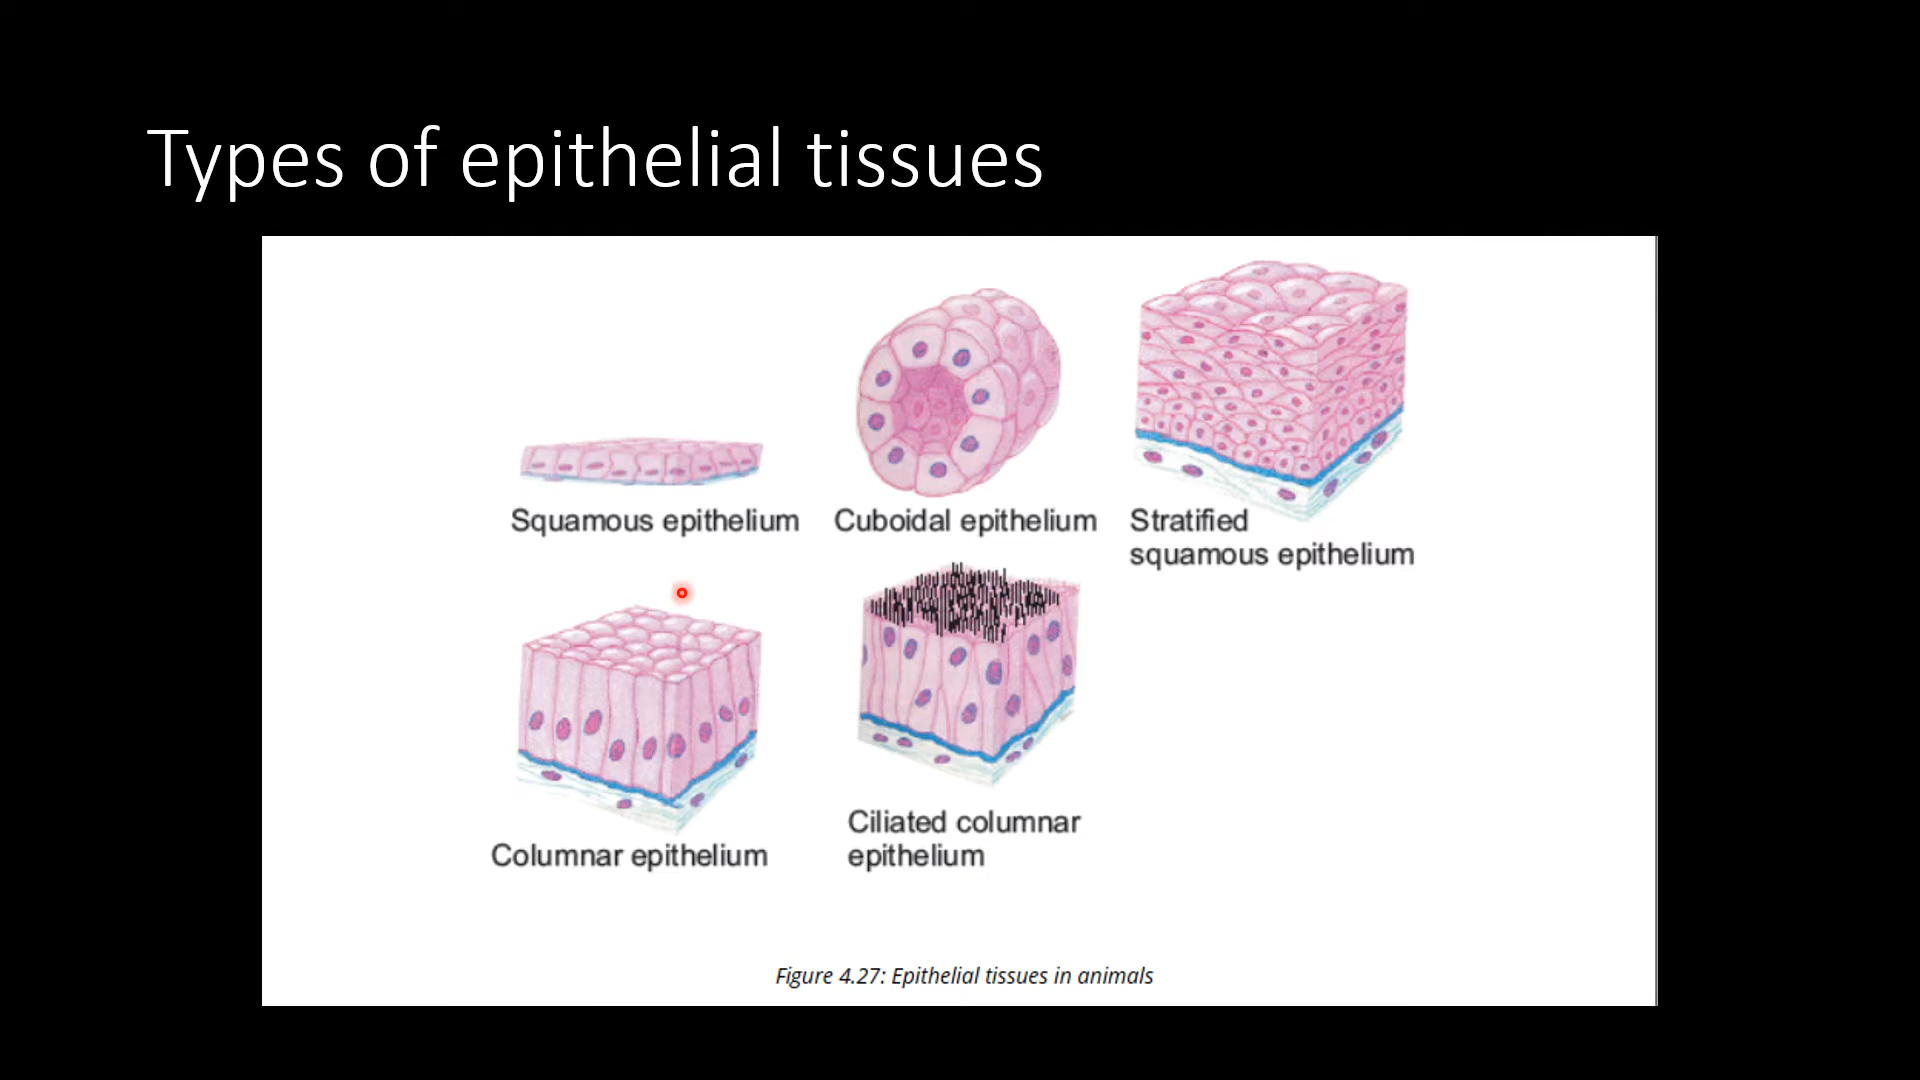 Types of epithelial tissues
Squamous epithelium
Cuboidal epithelium
Stratified
squamous epithelium
Columnar epithelium
Ciliated columnar
epithelium
Figure 4.27: Epithelial tissues in animals